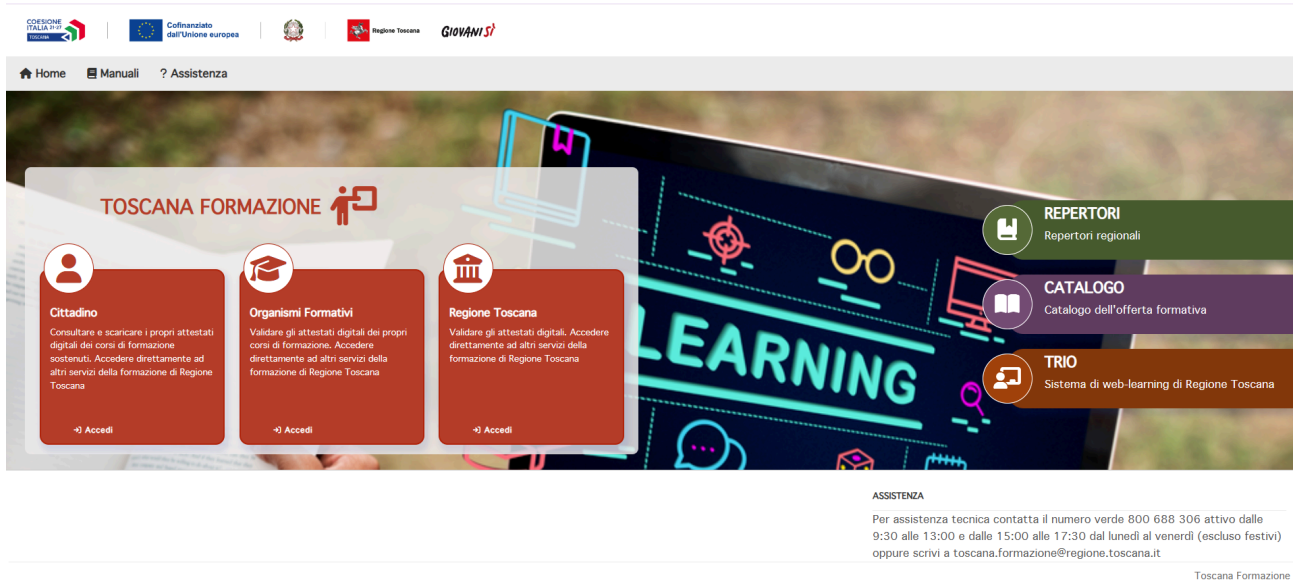 COESIONE
ITALIA 21-27
TOSCANA
Cofinanziato
dall'Unione europea
Regione Toscana
GIOVANISÌ
Home
Manuali
? Assistenza
TOSCANA FORMAZIONE
Cittadino
Consultare e scaricare i propri attestati
digitali dei corsi di formazione
sostenuti. Accedere direttamente ad
altri servizi della formazione di Regione
Toscana
Accedi
Organismi Formativi
Validare gli attestati digitali dei propri
corsi di formazione. Accedere
direttamente ad altri servizi della
formazione di Regione Toscana
Accedi
Regione Toscana
Validare gli attestati digitali. Accedere
direttamente ad altri servizi della
formazione di Regione Toscana
Accedi
LEARNING
REPERTORI
Repertori regionali
CATALOGO
Catalogo dell'offerta formativa
TRIO
Sistema di web-learning di Regione Toscana
ASSISTENZA
Per assistenza tecnica contatta il numero verde 800 688 306 attivo dalle
9:30 alle 13:00 e dalle 15:00 alle 17:30 dal lunedì al venerdì (escluso festivi)
oppure scrivi a toscana.formazione@regione.toscana.it
Toscana Formazione